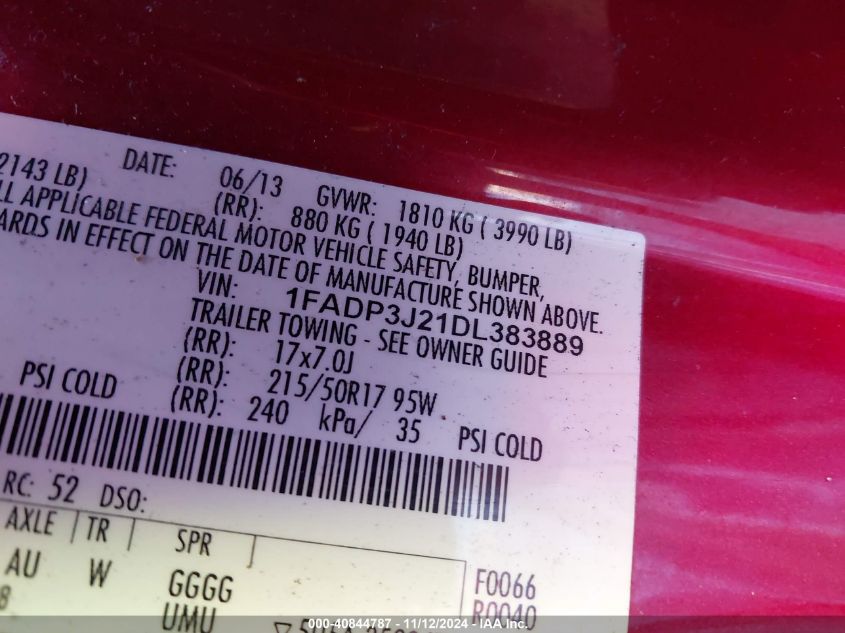 DATE: 06/13 GVWR: 1810 KG ( 3990 LB)
2143 LB) (RR): 880 KG ( 1940 LB)
LL APPLICABLE FEDERAL MOTOR VEHICLE SAFETY, BUMPER,
ARDS IN EFFECT ON THE DATE OF MANUFACTURE SHOWN ABOVE.
VIN: 1FADP3J21DL383889
TRAILER TOWING - SEE OWNER GUIDE
(RR): 17x7.0J
(RR): 215/50R17 95W
PSI COLD (RR): 240 kPa/ 35 PSI COLD
RC: 52 DSO:
AXLE TR SPR
AU W GGGG F0066
8 UMU R0040
000-40844787 - 11/12/2024 - IAA Inc.